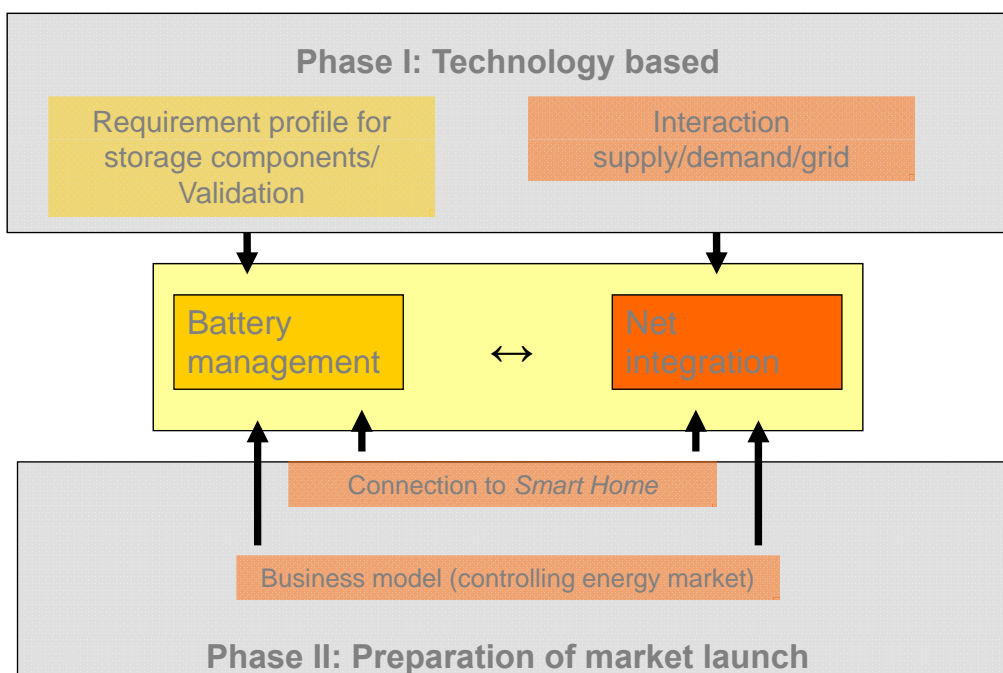 Phase I: Technology based
Requirement profile for
storage components/
Validation
Interaction
supply/demand/grid
Battery
management
↔
Net
integration
Connection to Smart Home
Business model (controlling energy market)
Phase II: Preparation of market launch